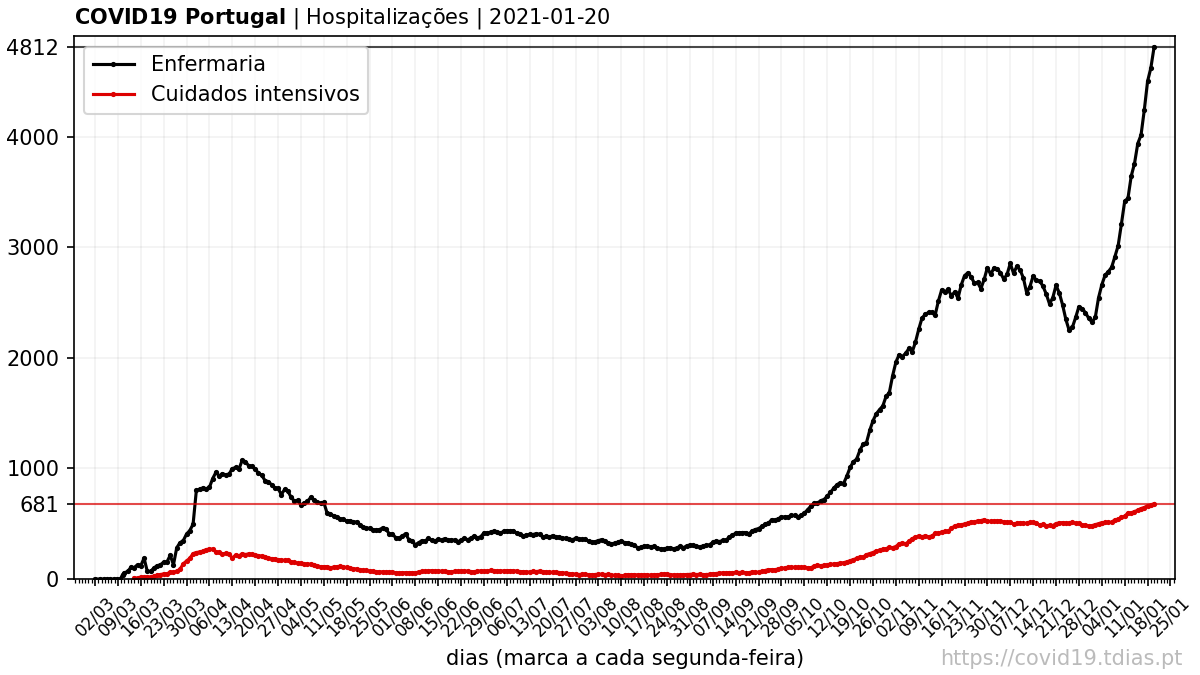 COVID19 Portugal | Hospitalizações | 2021-01-20
4812
Enfermaria
Cuidados intensivos
4000
3000
2000
1000
681
0
02/03 09/03 16/03 23/03 30/03 06/04 13/04 20/04 27/04 04/05 11/05 18/05 25/05 01/06 08/06 15/06 22/06 29/06 06/07 13/07 20/07 27/07 03/08 10/08 17/08 24/08 31/08 07/09 14/09 21/09 28/09 05/10 12/10 19/10 26/10 02/11 09/11 16/11 23/11 30/11 07/12 14/12 21/12 28/12 04/01 11/01 18/01 25/01
dias (marca a cada segunda-feira)
https://covid19.tdias.pt